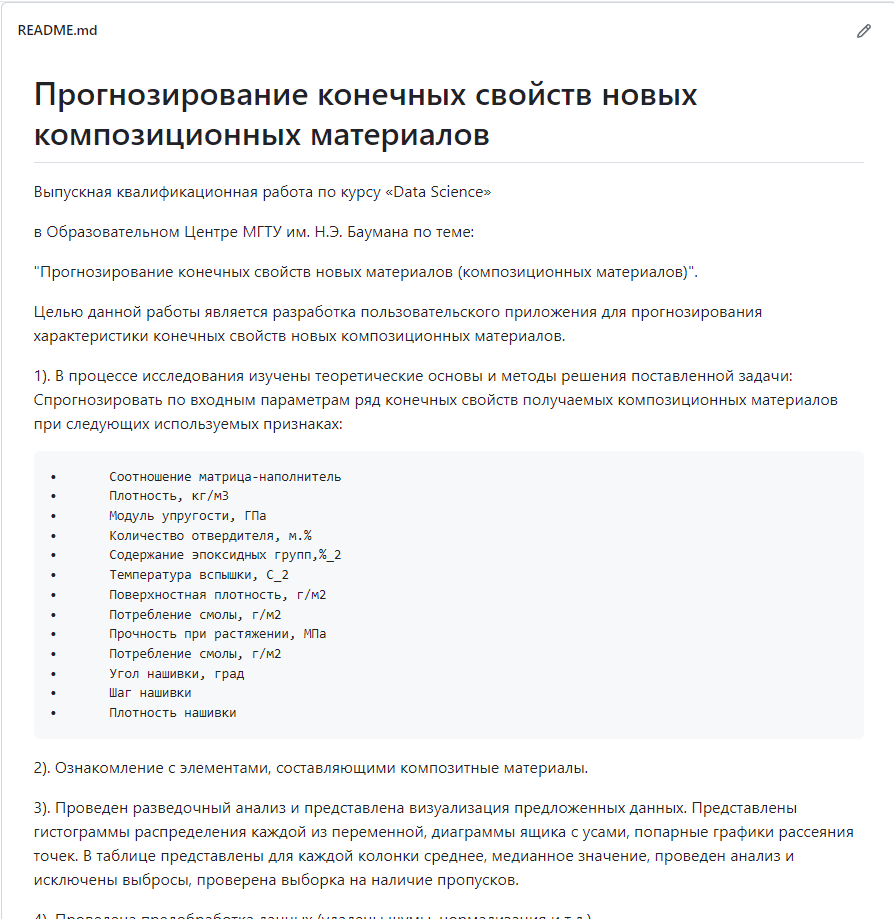 README.md
Прогнозирование конечных свойств новых
композиционных материалов
Выпускная квалификационная работа по курсу «Data Science»
в Образовательном Центре МГТУ им. Н.Э. Баумана по теме:
"Прогнозирование конечных свойств новых материалов (композиционных материалов)".
Целью данной работы является разработка пользовательского приложения для прогнозирования
характеристики конечных свойств новых композиционных материалов.
1). В процессе исследования изучены теоретические основы и методы решения поставленной задачи:
Спрогнозировать по входным параметрам ряд конечных свойств получаемых композиционных материалов
при следующих используемых признаках:
• Соотношение матрица-наполнитель
• Плотность, кг/м3
• Модуль упругости, ГПа
• Количество отвердителя, м.%
• Содержание эпоксидных групп,%_2
• Температура вспышки, С_2
• Поверхностная плотность, г/м2
• Потребление смолы, г/м2
• Прочность при растяжении, МПа
• Потребление смолы, г/м2
• Угол нашивки, град
• Шаг нашивки
• Плотность нашивки
2). Ознакомление с элементами, составляющими композитные материалы.
3). Проведен разведочный анализ и представлена визуализация предложенных данных. Представлены
гистограммы распределения каждой из переменной, диаграммы ящика с усами, попарные графики рассеяния
точек. В таблице представлены для каждой колонки среднее, медианное значение, проведен анализ и
исключены выбросы, проверена выборка на наличие пропусков.
4). Проведена предобработка данных (удалены шумы, нормализация и т.д.).